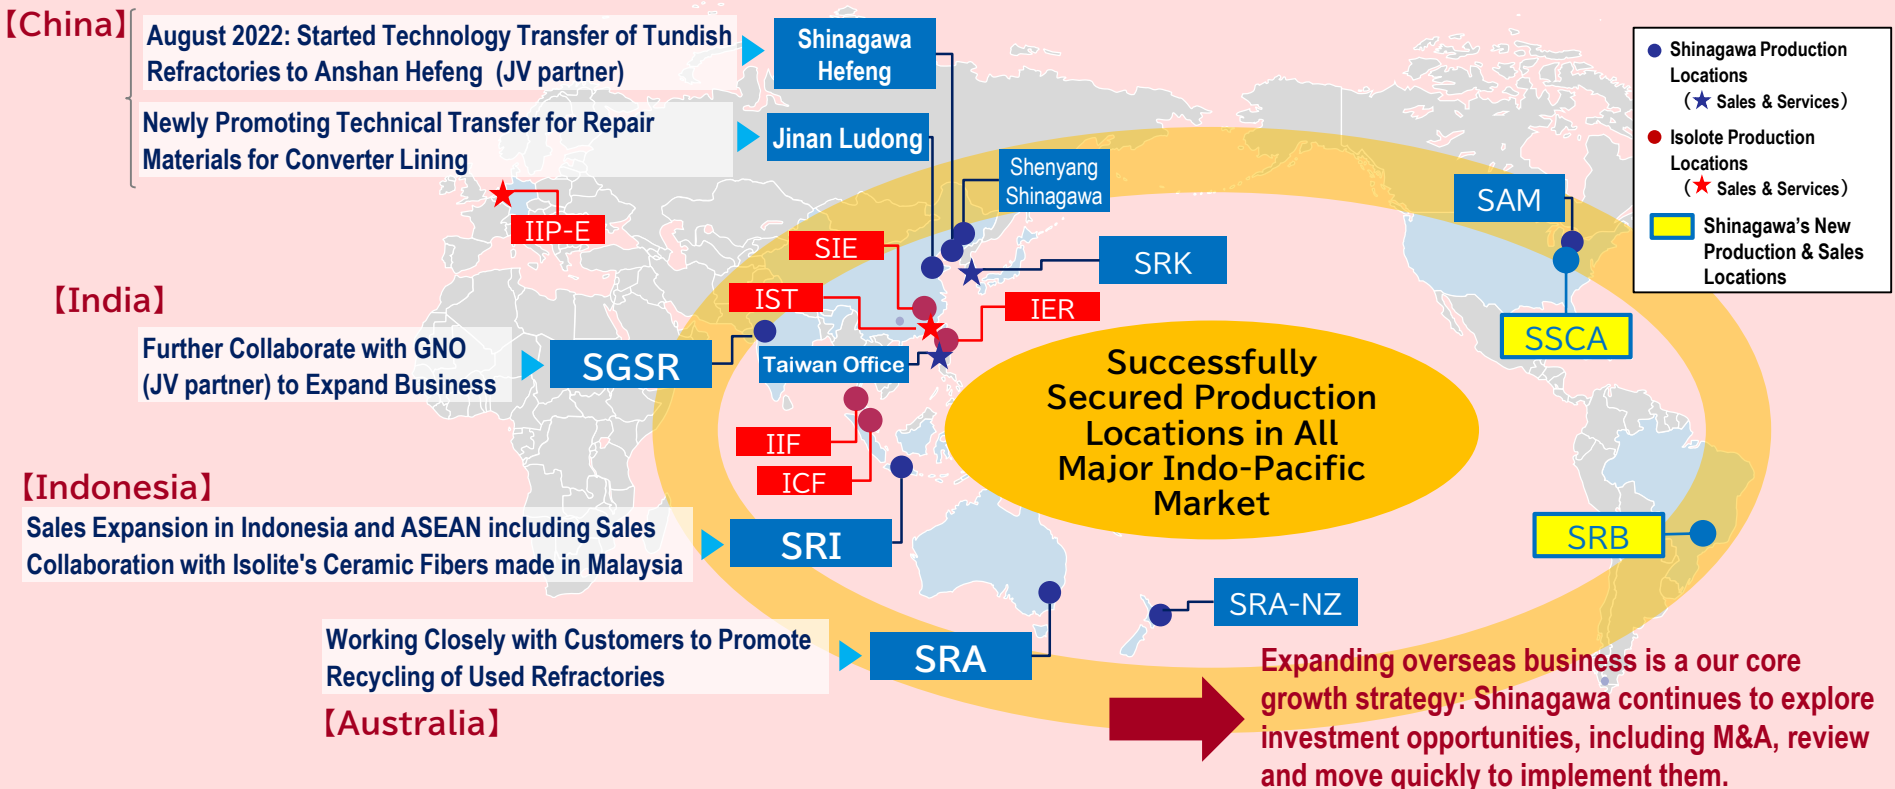 【China】
August 2022: Started Technology Transfer of Tundish
Refractories to Anshan Hefeng (JV partner)
Shinagawa
Hefeng
Newly Promoting Technical Transfer for Repair
Materials for Converter Lining
Jinan Ludong
Shenyang
Shinagawa
IIP-E
SIE
SRK
IST
IER
SAM
Shinagawa Production
Locations
(★ Sales & Services)
Isolote Production
Locations
(★ Sales & Services)
Shinagawa's New
Production & Sales
Locations
【India】
Further Collaborate with GNO
(JV partner) to Expand Business
SGSR
Taiwan Office
SSCA
Successfully
Secured Production
Locations in All
Major Indo-Pacific
Market
IIF
ICF
【Indonesia】
Sales Expansion in Indonesia and ASEAN including Sales
Collaboration with Isolite's Ceramic Fibers made in Malaysia
SRI
SRB
SRA-NZ
Working Closely with Customers to Promote
Recycling of Used Refractories
SRA
【Australia】
Expanding overseas business is a our core
growth strategy: Shinagawa continues to explore
investment opportunities, including M&A, review
and move quickly to implement them.